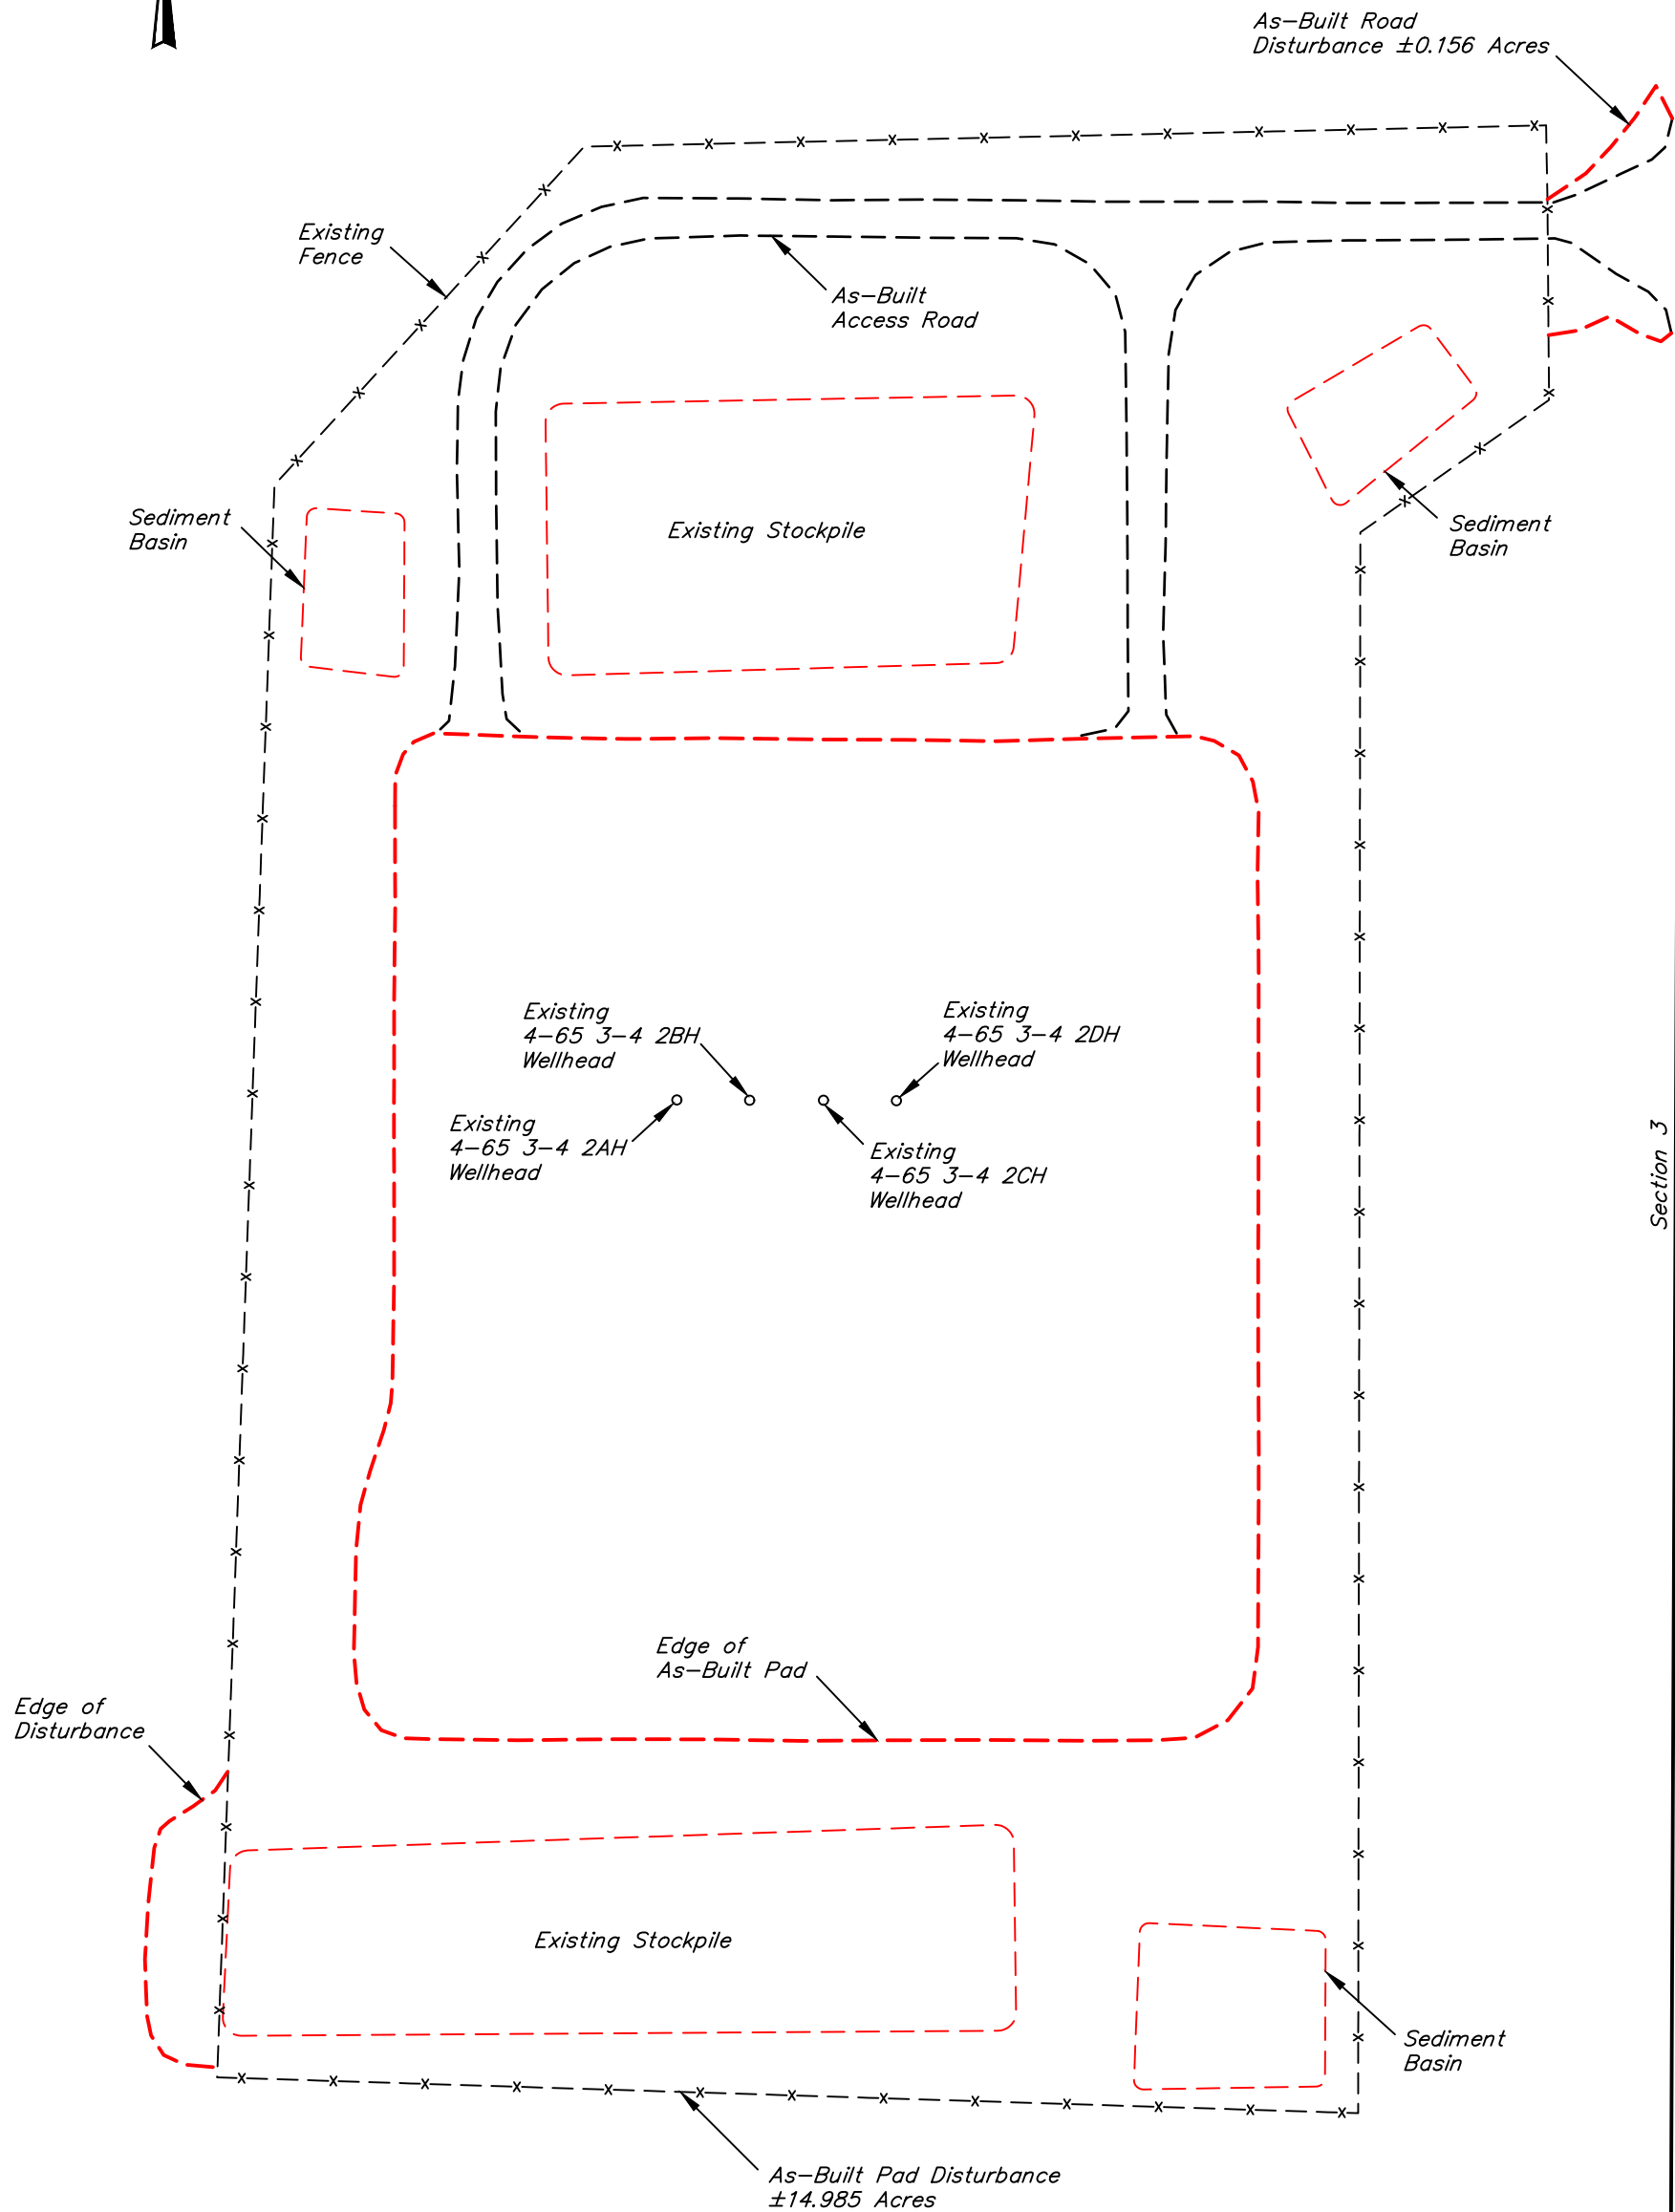 As-Built Road
Disturbance ±0.156 Acres
Existing
Fence
As-Built
Access Road
Sediment
Basin
Existing Stockpile
Sediment
Basin
Existing
4-65 3-4 2BH
Wellhead
Existing
4-65 3-4 2DH
Wellhead
Existing
4-65 3-4 2AH
Wellhead
Existing
4-65 3-4 2CH
Wellhead
Section 3
Edge of
As-Built Pad
Edge of
Disturbance
Existing Stockpile
Sediment
Basin
As-Built Pad Disturbance
±14.985 Acres